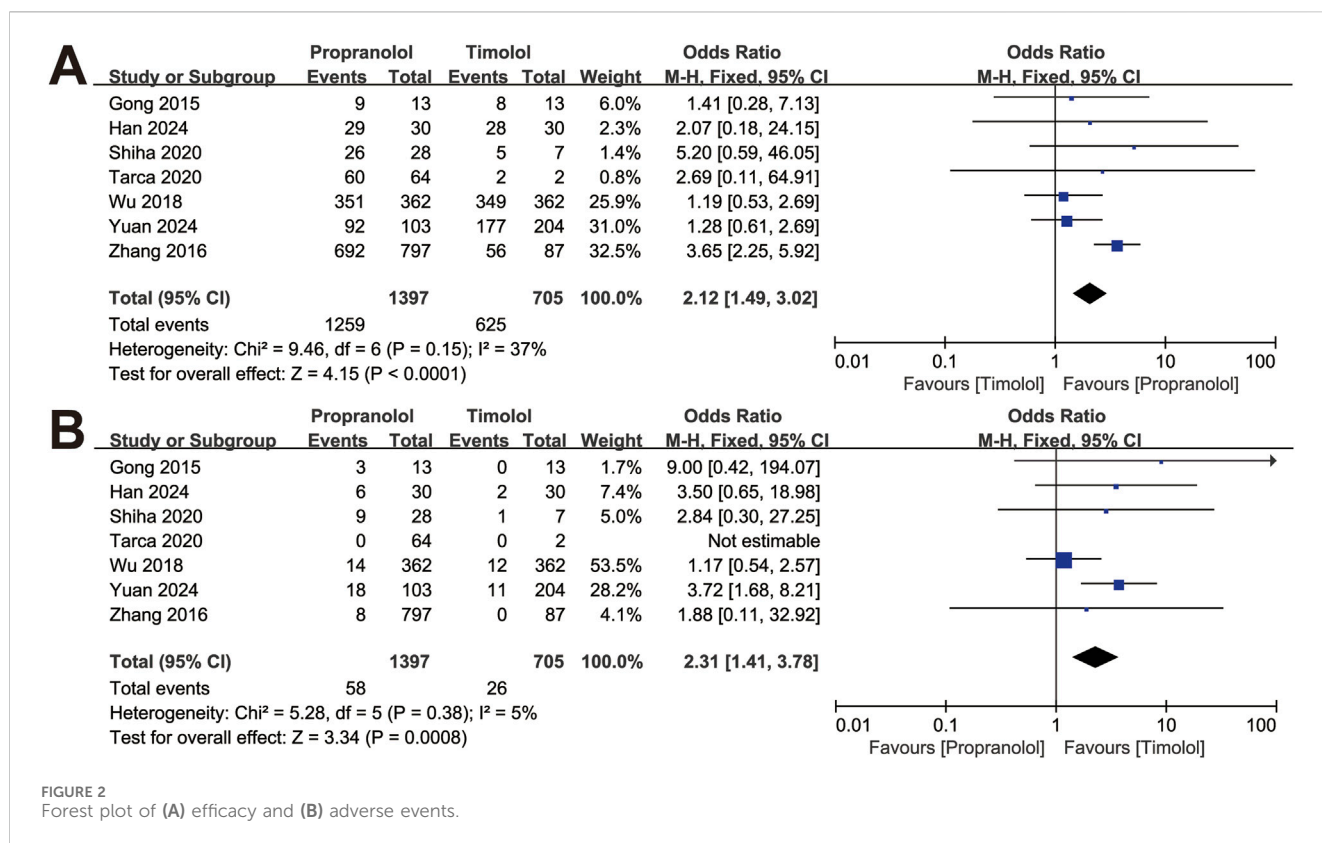 A
Propranolol Timolol Odds Ratio Odds Ratio
Study or Subgroup Events Total Events Total Weight M-H, Fixed, 95% CI M-H, Fixed, 95% CI
Gong 2015 9 13 8 13 6.0% 1.41 [0.28, 7.13]
Han 2024 29 30 28 30 2.3% 2.07 [0.18, 24.15]
Shiha 2020 26 28 5 7 1.4% 5.20 [0.59, 46.05]
Tarca 2020 60 64 2 2 0.8% 2.69 [0.11, 64.91]
Wu 2018 351 362 349 362 25.9% 1.19 [0.53, 2.69]
Yuan 2024 92 103 177 204 31.0% 1.28 [0.61, 2.69]
Zhang 2016 692 797 56 87 32.5% 3.65 [2.25, 5.92]
Total (95% CI) 1397 705 100.0% 2.12 [1.49, 3.02]
Total events 1259 625
Heterogeneity: Chi² = 9.46, df = 6 (P = 0.15); I² = 37%
Test for overall effect: Z = 4.15 (P < 0.0001)
0.01 0.1 1 10 100
Favours [Timolol] Favours [Propranolol]
B
Propranolol Timolol Odds Ratio Odds Ratio
Study or Subgroup Events Total Events Total Weight M-H, Fixed, 95% CI M-H, Fixed, 95% CI
Gong 2015 3 13 0 13 1.7% 9.00 [0.42, 194.07]
Han 2024 6 30 2 30 7.4% 3.50 [0.65, 18.98]
Shiha 2020 9 28 1 7 5.0% 2.84 [0.30, 27.25]
Tarca 2020 0 64 0 2 Not estimable
Wu 2018 14 362 12 362 53.5% 1.17 [0.54, 2.57]
Yuan 2024 18 103 11 204 28.2% 3.72 [1.68, 8.21]
Zhang 2016 8 797 0 87 4.1% 1.88 [0.11, 32.92]
Total (95% CI) 1397 705 100.0% 2.31 [1.41, 3.78]
Total events 58 26
Heterogeneity: Chi² = 5.28, df = 5 (P = 0.38); I² = 5%
Test for overall effect: Z = 3.34 (P = 0.0008)
0.01 0.1 1 10 100
Favours [Propranolol] Favours [Timolol]
FIGURE 2
Forest plot of (A) efficacy and (B) adverse events.